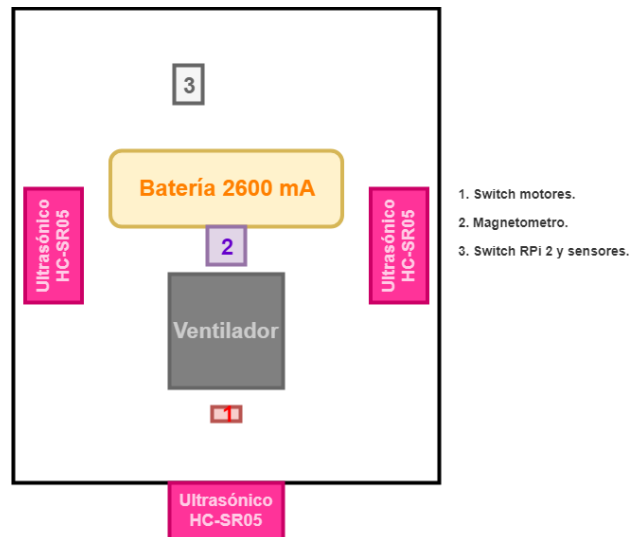 3
Batería 2600 mA
Ultrasónico
HC-SR05
2
Ultrasónico
HC-SR05
Ventilador
1
Ultrasónico
HC-SR05
1. Switch motores.
2. Magnetometro.
3. Switch RPi 2 y sensores.